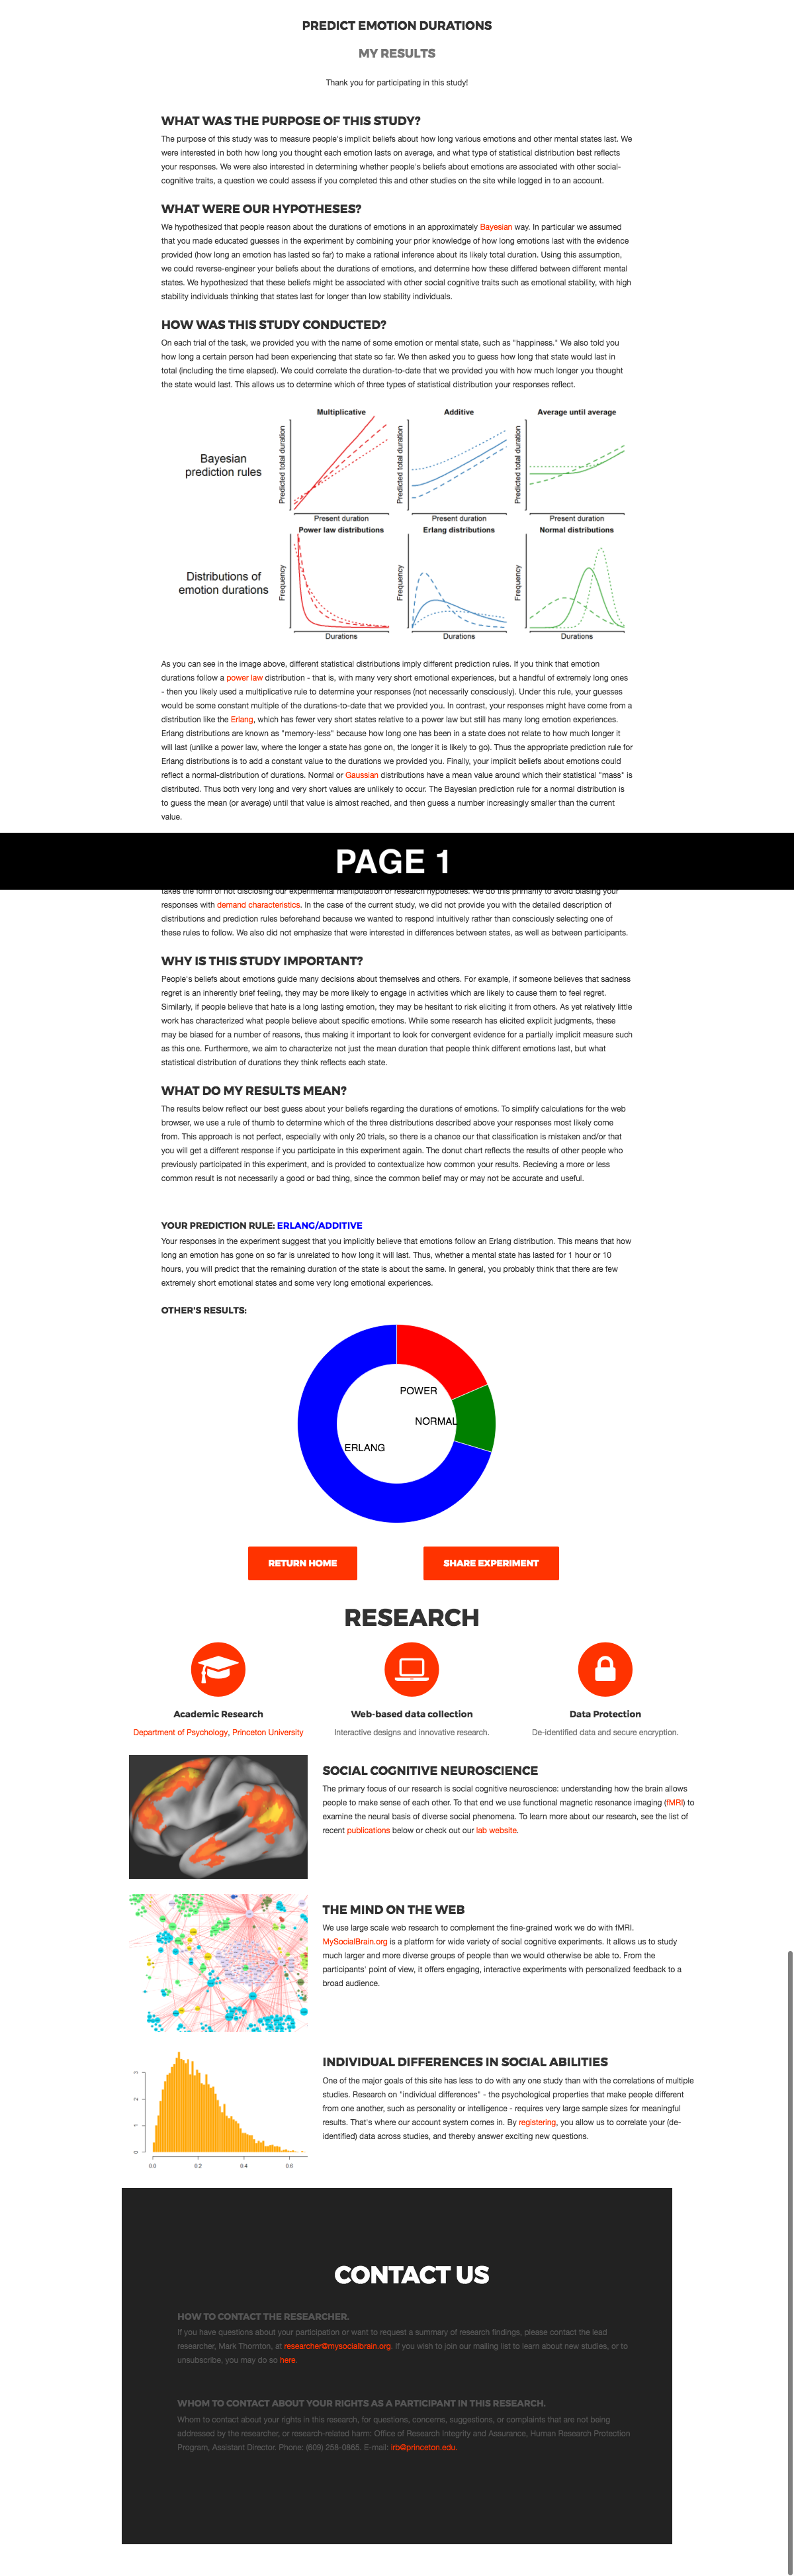 PREDICT EMOTION DURATIONS
MY RESULTS
Thank you for participating in this study!
WHAT WAS THE PURPOSE OF THIS STUDY?
The purpose of this study was to measure people's implicit beliefs about how long various emotions and other mental states last. We
were interested in both how long you thought each emotion lasts on average, and what type of statistical distribution best reflects
your responses. We were also interested in determining whether people's beliefs about emotions are associated with other social-
cognitive traits, a question we could assess if you completed this and other studies on the site while logged in to an account.
WHAT WERE OUR HYPOTHESES?
We hypothesized that people reason about the durations of emotions in an approximately Bayesian way. In particular we assumed
that you made educated guesses in the experiment by combining your prior knowledge of how long emotions last with the evidence
provided (how long an emotion has lasted so far) to make a rational inference about its likely total duration. Using this assumption,
we could reverse-engineer your beliefs about the durations of emotions, and determine how these differed between different mental
states. We hypothesized that these beliefs might be associated with other social cognitive traits such as emotional stability, with high
stability individuals thinking that states last for longer than low stability individuals.
HOW WAS THIS STUDY CONDUCTED?
On each trial of the task, we provided you with the name of some emotion or mental state, such as "happiness." We also told you
how long a certain person had been experiencing that state so far. We then asked you to guess how long that state would last in
total (including the time elapsed). We could correlate the duration-to-date that we provided you with how much longer you thought
the state would last. This allows us to determine which of three types of statistical distribution your responses reflect.
Multiplicative
Additive
Average until average
Bayesian
prediction rules
Predicted total duration
Predicted total duration
Predicted total duration
Present duration
Present duration
Present duration
Power law distributions
Erlang distributions
Normal distributions
Distributions of
emotion durations
Frequency
Frequency
Frequency
Durations
Durations
Durations
As you can see in the image above, different statistical distributions imply different prediction rules. If you think that emotion
durations follow a power law distribution - that is, with many very short emotional experiences, but a handful of extremely long ones
- then you likely used a multiplicative rule to determine your responses (not necessarily consciously). Under this rule, your guesses
would be some constant multiple of the durations-to-date we provided you. In contrast, your responses might have come from a
distribution like the Erlang, which has fewer very short states relative to a power law but still has many long emotion experiences.
Erlang distributions are known as "memory-less" because how long one has been in a state does not relate to how much longer it
will last (unlike a power law, where the longer a state has gone on, the longer it is likely to go). Thus the appropriate prediction rule for
Erlang distributions is to add a constant value to the durations we provided you. Finally, your implicit beliefs about emotions could
reflect a normal-distribution of durations. Normal or Gaussian distributions have a mean value around which their statistical "mass" is
distributed. Thus both very long and very short values are unlikely to occur. The Bayesian prediction rule for a normal distribution is
to guess the mean (or average) until that value is almost reached, and then guess a number increasingly smaller than the current
value.
PAGE 1
takes the form of not disclosing our experimental manipulation or research hypotheses. We do this primarily to avoid biasing your
responses with demand characteristics. In the case of the current study, we did not provide you with the detailed description of
distributions and prediction rules beforehand because we wanted to respond intuitively rather than consciously selecting one of
these rules to follow. We also did not emphasize that were interested in differences between states, as well as between participants.
WHY IS THIS STUDY IMPORTANT?
People's beliefs about emotions guide many decisions about themselves and others. For example, if someone believes that sadness
regret is an inherently brief feeling, they may be more likely to engage in activities which are likely to cause them to feel regret.
Similarly, if people believe that hate is a long lasting emotion, they may be hesitant to risk eliciting it from others. As yet relatively little
work has characterized what people believe about specific emotions. While some research has elicited explicit judgments, these
may be biased for a number of reasons, thus making it important to look for convergent evidence for a partially implicit measure such
as this one. Furthermore, we aim to characterize not just the mean duration that people think different emotions last, but what
statistical distribution of durations they think reflects each state.
WHAT DO MY RESULTS MEAN?
The results below reflect our best guess about your beliefs regarding the durations of emotions. To simplify calculations for the web
browser, we use a rule of thumb to determine which of the three distributions described above your responses most likely come
from. This approach is not perfect, especially with only 20 trials, so there is a chance our that classification is mistaken and/or that
you will get a different response if you participate in this experiment again. The donut chart reflects the results of other people who
previously participated in this experiment, and is provided to contextualize how common your results. Recieving a more or less
common result is not necessarily a good or bad thing, since the common belief may or may not be accurate and useful.
YOUR PREDICTION RULE: ERLANG/ADDITIVE
Your responses in the experiment suggest that you implicitly believe that emotions follow an Erlang distribution. This means that how
long an emotion has gone on so far is unrelated to how long it will last. Thus, whether a mental state has lasted for 1 hour or 10
hours, you will predict that the remaining duration of the state is about the same. In general, you probably think that there are few
extremely short emotional states and some very long emotional experiences.
OTHER'S RESULTS:
POWER
NORMAL
ERLANG
RETURN HOME
SHARE EXPERIMENT
RESEARCH
Academic Research
Web-based data collection
Data Protection
Department of Psychology, Princeton University
Interactive designs and innovative research.
De-identified data and secure encryption.
SOCIAL COGNITIVE NEUROSCIENCE
The primary focus of our research is social cognitive neuroscience: understanding how the brain allows
people to make sense of each other. To that end we use functional magnetic resonance imaging (fMRI) to
examine the neural basis of diverse social phenomena. To learn more about our research, see the list of
recent publications below or check out our lab website.
THE MIND ON THE WEB
We use large scale web research to complement the fine-grained work we do with fMRI.
MySocialBrain.org is a platform for wide variety of social cognitive experiments. It allows us to study
much larger and more diverse groups of people than we would otherwise be able to. From the
participants' point of view, it offers engaging, interactive experiments with personalized feedback to a
broad audience.
INDIVIDUAL DIFFERENCES IN SOCIAL ABILITIES
One of the major goals of this site has less to do with any one study than with the correlations of multiple
studies. Research on "individual differences" - the psychological properties that make people different
from one another, such as personality or intelligence - requires very large sample sizes for meaningful
results. That's where our account system comes in. By registering, you allow us to correlate your (de-
identified) data across studies, and thereby answer exciting new questions.
3
2
1
0
0.0 0.2 0.4 0.6
CONTACT US
HOW TO CONTACT THE RESEARCHER.
If you have questions about your participation or want to request a summary of research findings, please contact the lead
researcher, Mark Thornton, at researcher@mysocialbrain.org. If you wish to join our mailing list to learn about new studies, or to
unsubscribe, you may do so here.
WHOM TO CONTACT ABOUT YOUR RIGHTS AS A PARTICIPANT IN THIS RESEARCH.
Whom to contact about your rights in this research, for questions, concerns, suggestions, or complaints that are not being
addressed by the researcher, or research-related harm: Office of Research Integrity and Assurance, Human Research Protection
Program, Assistant Director. Phone: (609) 258-0865. E-mail: irb@princeton.edu.